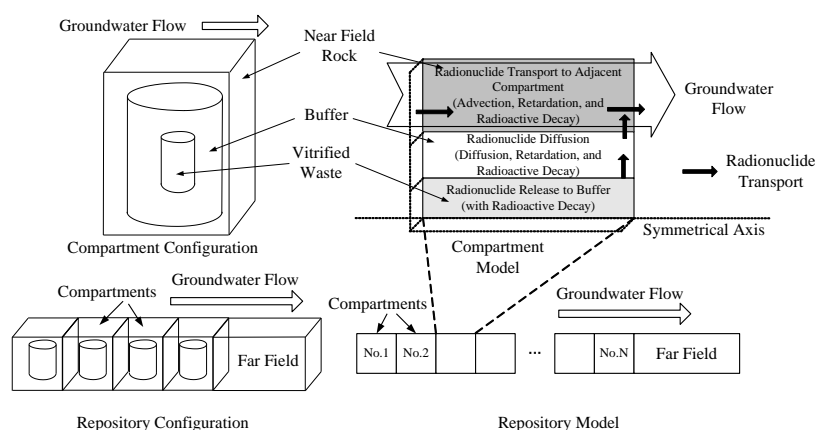 Groundwater Flow
Near Field
Rock
Buffer
Vitrified
Waste
Compartment Configuration
Radionuclide Transport to Adjacent
Compartment
(Advection, Retardation, and
Radioactive Decay)
Radionuclide Diffusion
(Diffusion, Retardation, and
Radioactive Decay)
Radionuclide Release to Buffer
(with Radioactive Decay)
Groundwater
Flow
Radionuclide
Transport
Symmetrical Axis
Compartment
Model
Groundwater Flow
Compartments
Far Field
Repository Configuration
Groundwater Flow
Compartments
No.1
No.2
...
No.N
Far Field
Repository Model